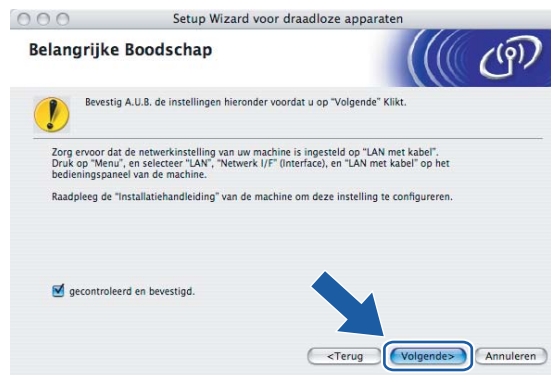 Setup Wizard voor draadloze apparaten
Belangrijke Boodschap
Bevestig A.U.B. de instellingen hieronder voordat u op "Volgende" Klikt.
Zorg ervoor dat de netwerkinstelling van uw machine is ingesteld op "LAN met kabel".
Druk op "Menu", en selecteer "LAN", "Netwerk I/F" (Interface), en "LAN met kabel" op het
bedieningspaneel van de machine.
Raadpleeg de "Installatiehandleiding" van de machine om deze instelling te configureren.
gecontroleerd en bevestigd.
<Terug
Volgende>
Annuleren